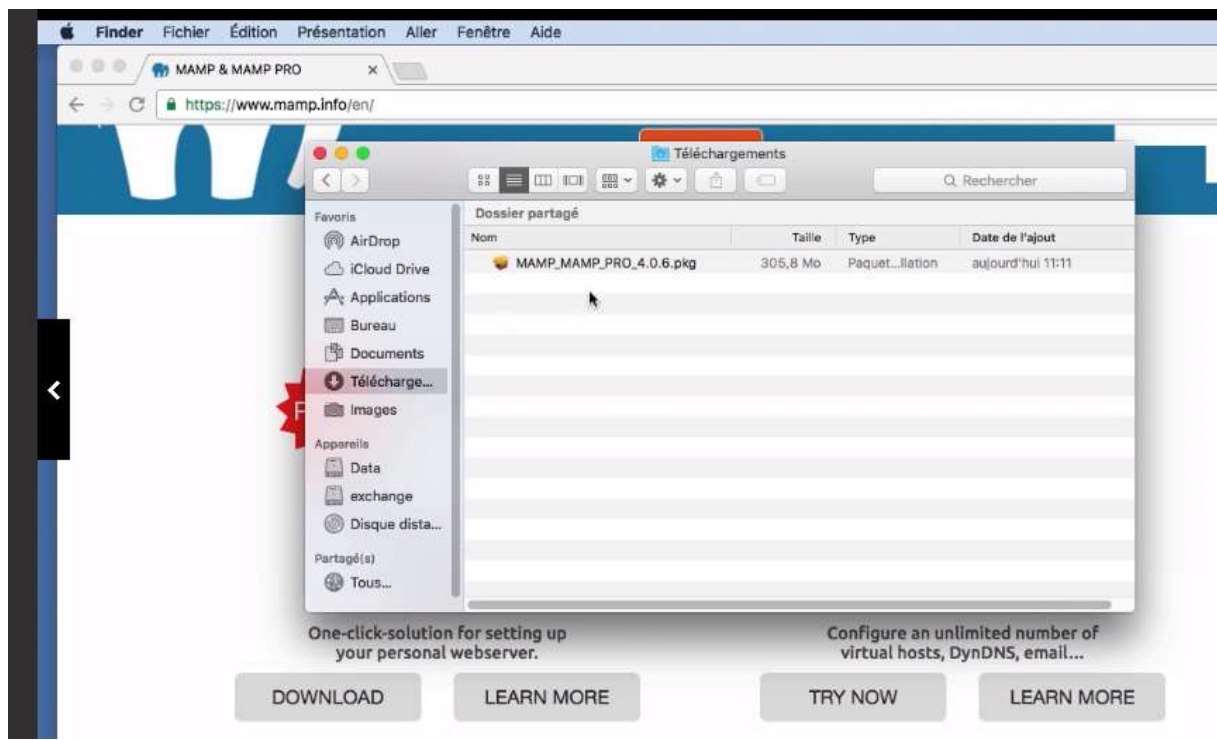 Finder Fichier Édition Présentation Aller Fenêtre Aide
MAMP & MAMP PRO
https://www.mamp.info/en/
Téléchargements
Rechercher
Favoris
AirDrop
iCloud Drive
Applications
Bureau
Documents
Télécharge...
Images
Appareils
Data
exchange
Disque dista...
Partagé(s)
Tous...
Dossier partagé
Nom Taille Type Date de l'ajout
MAMP_MAMP_PRO_4.0.6.pkg 305,8 Mo Paquet...llation aujourd'hui 11:11
One-click-solution for setting up
your personal webserver.
DOWNLOAD LEARN MORE
Configure an unlimited number of
virtual hosts, DynDNS, email...
TRY NOW LEARN MORE